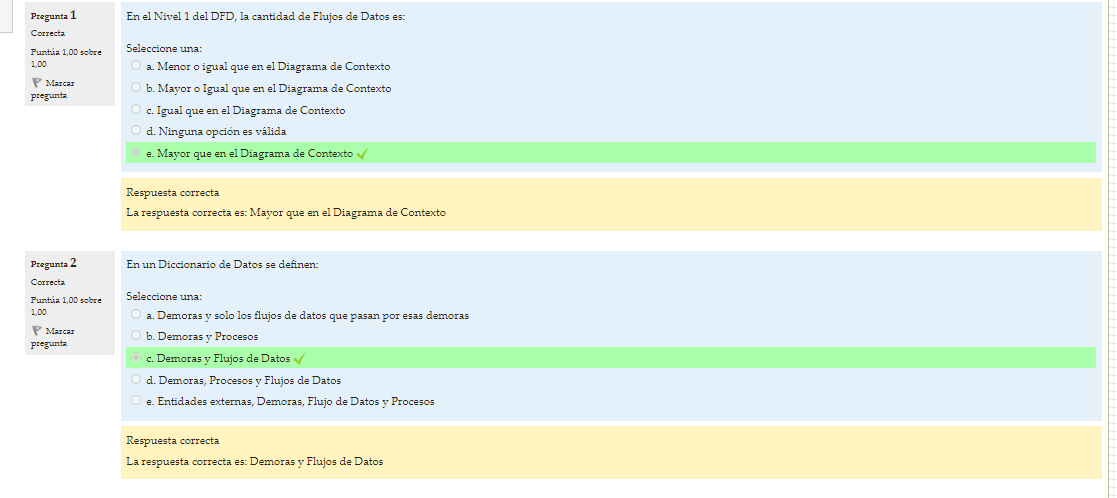 Pregunta 1
Correcta
Puntúa 1,00 sobre
1,00
Marcar
pregunta
En el Nivel 1 del DFD, la cantidad de Flujos de Datos es:
Seleccione una:
a. Menor o igual que en el Diagrama de Contexto
b. Mayor o Igual que en el Diagrama de Contexto
c. Igual que en el Diagrama de Contexto
d. Ninguna opción es válida
e. Mayor que en el Diagrama de Contexto
Respuesta correcta
La respuesta correcta es: Mayor que en el Diagrama de Contexto
Pregunta 2
Correcta
Puntúa 1,00 sobre
1,00
Marcar
pregunta
En un Diccionario de Datos se definen:
Seleccione una:
a. Demoras y solo los flujos de datos que pasan por esas demoras
b. Demoras y Procesos
c. Demoras y Flujos de Datos
d. Demoras, Procesos y Flujos de Datos
e. Entidades externas, Demoras, Flujo de Datos y Procesos
Respuesta correcta
La respuesta correcta es: Demoras y Flujos de Datos